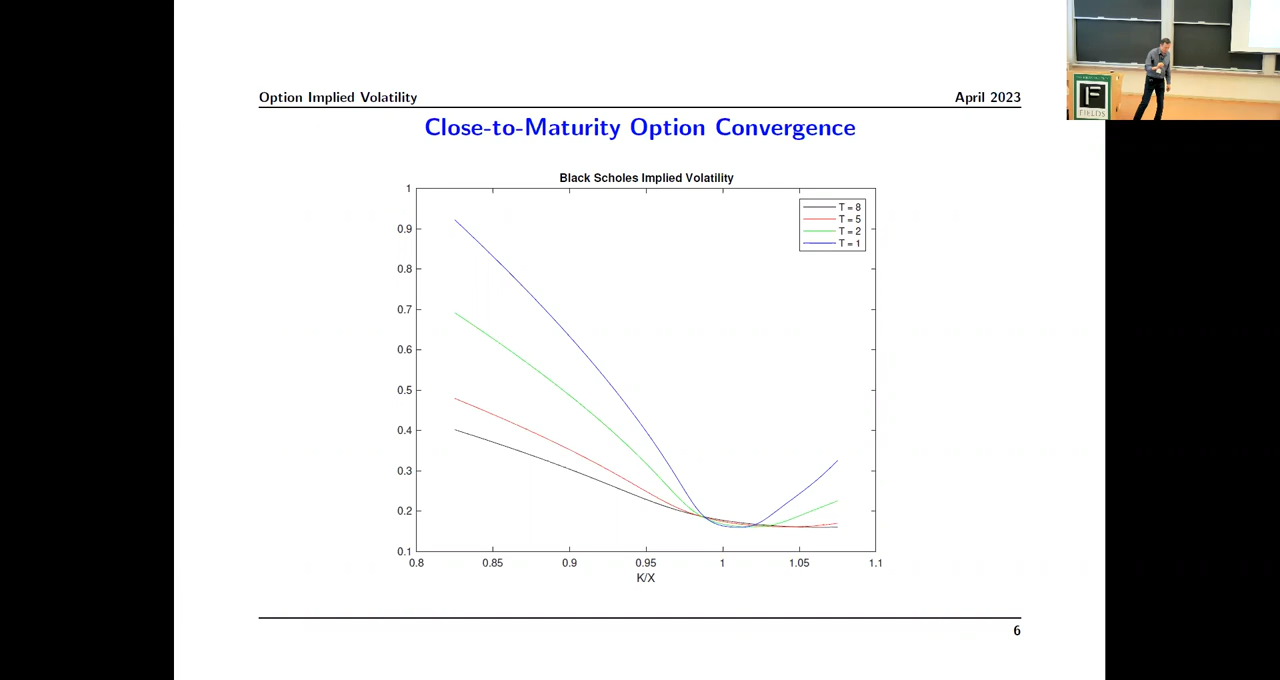 Option Implied Volatility April 2023
Close-to-Maturity Option Convergence
Black Scholes Implied Volatility
1
0.9
0.8
0.7
0.6
0.5
0.4
0.3
0.2
0.1
0.8 0.85 0.9 0.95 1 1.05 1.1
K/X
T = 8
T = 5
T = 2
T = 1
6
F
FIELDS